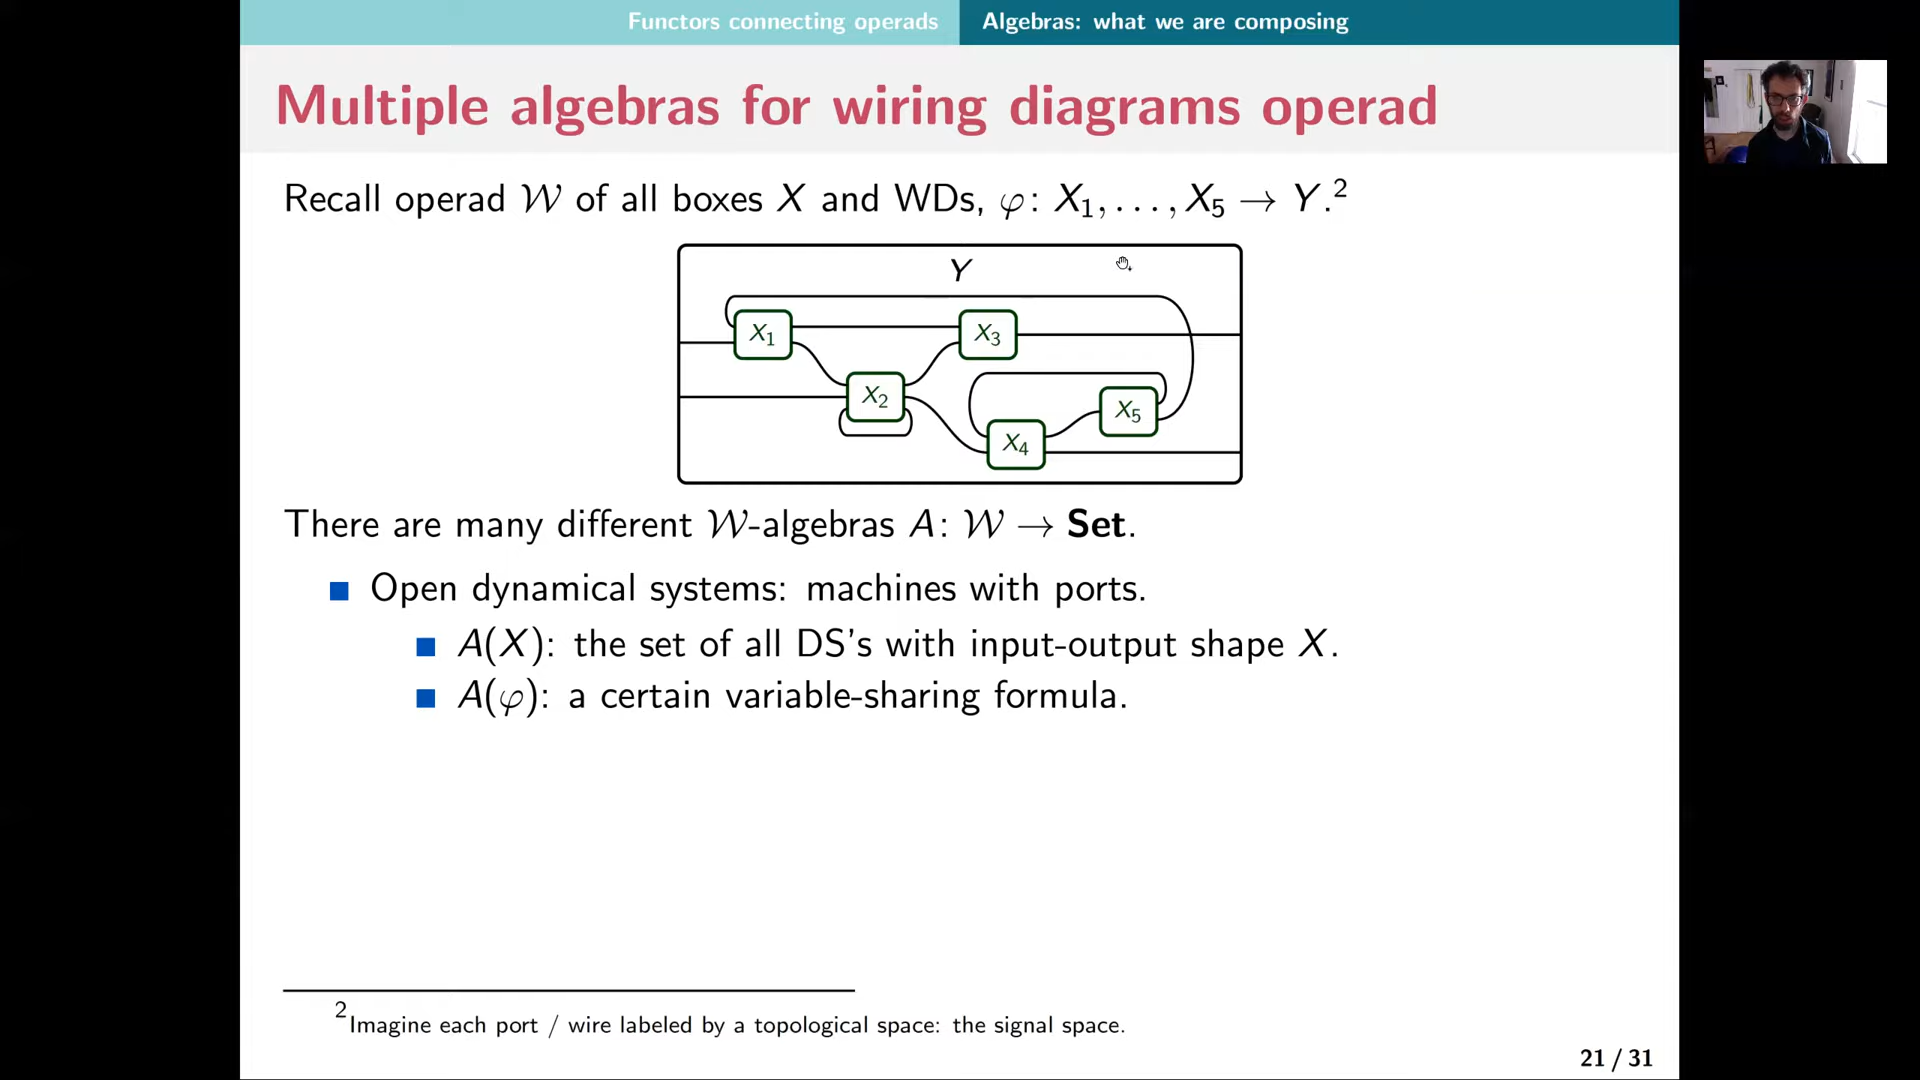 Functors connecting operads Algebras: what we are composing
Multiple algebras for wiring diagrams operad
Recall operad 𝒲 of all boxes X and WDs, φ: X₁, . . . , X₅ → Y.²
Y
X₁ X₃
X₂ X₅
X₄
There are many different 𝒲-algebras A: 𝒲 → Set.
Open dynamical systems: machines with ports.
A(X): the set of all DS's with input-output shape X.
A(φ): a certain variable-sharing formula.
²Imagine each port / wire labeled by a topological space: the signal space.
21 / 31